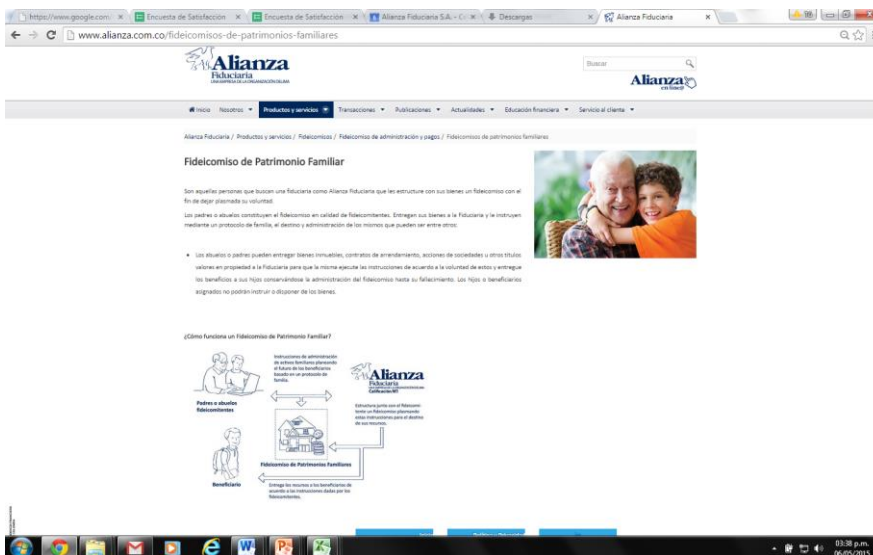 https://www.google.com
Encuesta de Satisfacción
Encuesta de Satisfacción
Alianza Fiduciaria S.A. - C
Descargas
Alianza Fiduciaria
www.alianza.com.co/fideicomisos-de-patrimonios-familiares
Alianza
Fiduciaria
Buscar
Alianza
en línea
Inicio Nosotros Productos y servicios Transacciones Publicaciones Actualidades Educación financiera Servicio al cliente
Alianza Fiduciaria / Productos y servicios / Fideicomisos / Fideicomiso de administración y pagos / Fideicomisos de patrimonios familiares
Fideicomiso de Patrimonio Familiar
Son aquellas personas que buscan una fiduciaria como Alianza Fiduciaria que les estructure con sus bienes un fideicomiso con el
fin de dejar plasmada su voluntad.
Los padres o abuelos constituyen el fideicomiso en calidad de fideicomitentes. Entregan sus bienes a la Fiduciaria y le instruyen
mediante un protocolo de familia, el destino y administración de los mismos que pueden ser entre otros:
Los abuelos o padres pueden entregar bienes inmuebles, contratos de arrendamiento, acciones de sociedades u otros títulos
valores en propiedad a la Fiduciaria para que la misma ejecute las instrucciones de acuerdo a la voluntad de estos y entregue
los beneficios a sus hijos conservándose la administración del fideicomiso hasta su fallecimiento. Los hijos o beneficiarios
asignados no podrán instruir o disponer de los bienes.
¿Cómo funciona un Fideicomiso de Patrimonio Familiar?
Instrucciones de administración
de activos familiares planeando
el futuro de los beneficiarios
basado en un protocolo de
familia.
Alianza
Fiduciaria
Padres o abuelos
fideicomitentes
Estructura junto con el fideicomi
tente un Fideicomiso plasmando
estas instrucciones para el destino
de sus recursos.
Fideicomiso de Patrimonios Familiares
Beneficiario
Entrega los recursos a los beneficiarios de
acuerdo a las instrucciones dadas por los
fideicomitentes.
03:38 p.m.
06/05/2015